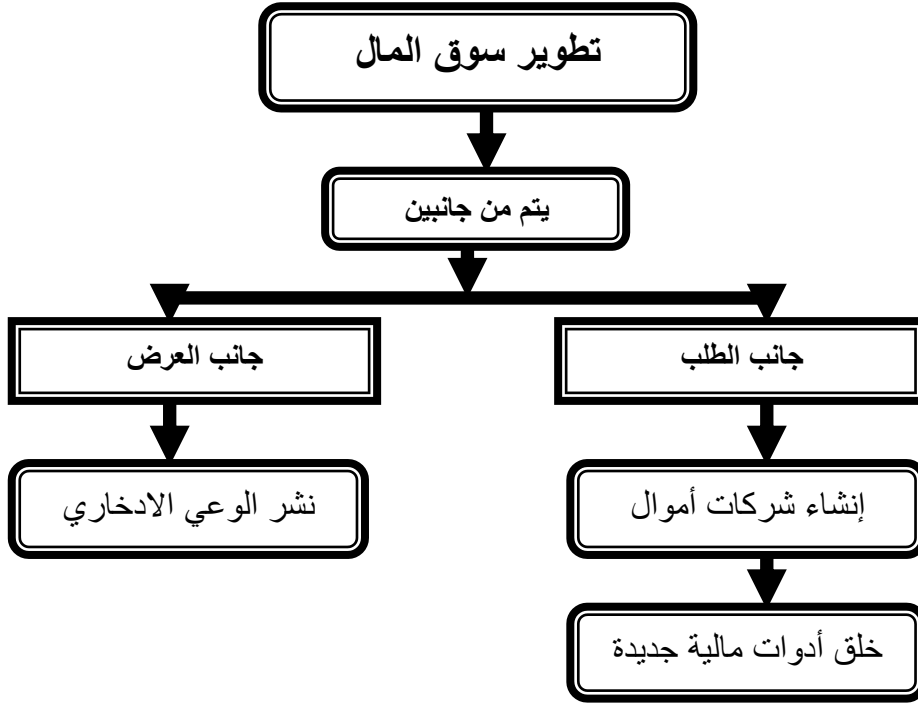 تطوير سوق المال
يتم من جانبين
جانب الطلب
جانب العرض
إنشاء شركات أموال
نشر الوعي الادخاري
خلق أدوات مالية جديدة